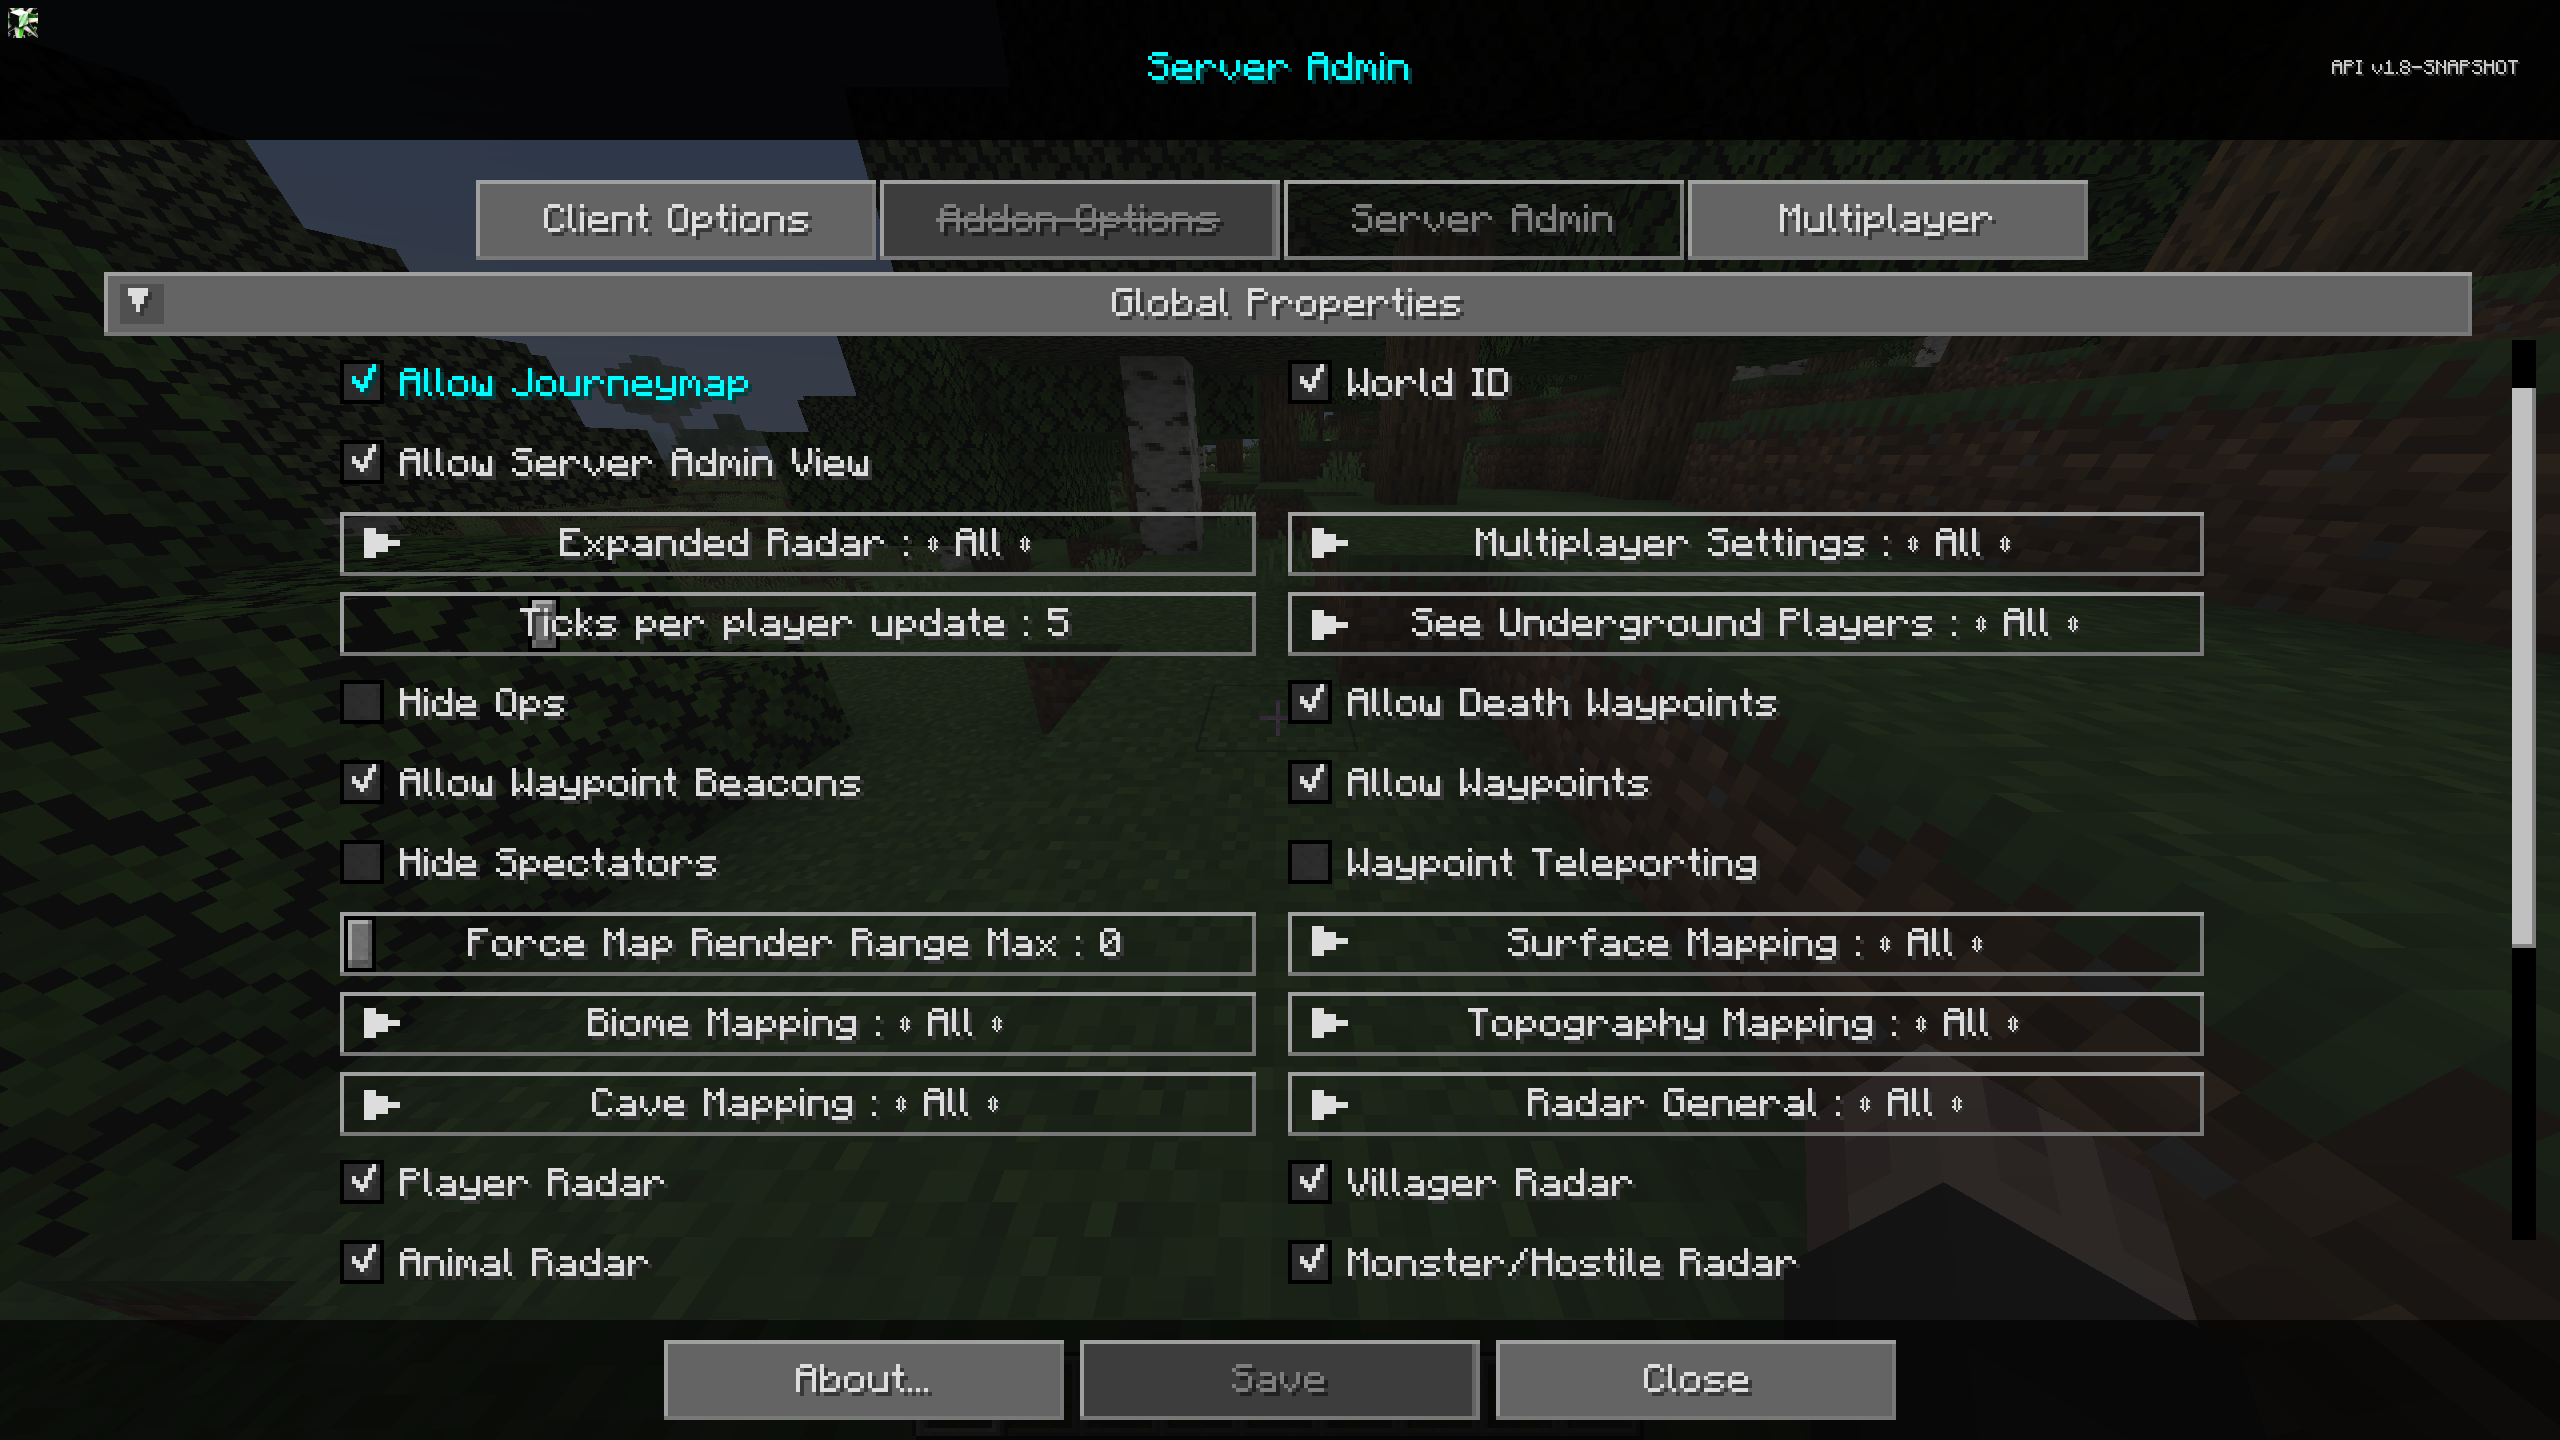 Server Admin
API v1.8-SNAPSHOT
Client Options
Addon Options
Server Admin
Multiplayer
Global Properties
Allow Journeymap
World ID
Allow Server Admin View
Expanded Radar : ⇕ All ⇕
Multiplayer Settings : ⇕ All ⇕
Ticks per player update : 5
See Underground Players : ⇕ All ⇕
Hide Ops
Allow Death Waypoints
Allow Waypoint Beacons
Allow Waypoints
Hide Spectators
Waypoint Teleporting
Force Map Render Range Max : 0
Surface Mapping : ⇕ All ⇕
Biome Mapping : ⇕ All ⇕
Topography Mapping : ⇕ All ⇕
Cave Mapping : ⇕ All ⇕
Radar General : ⇕ All ⇕
Player Radar
Villager Radar
Animal Radar
Monster/Hostile Radar
About...
Save
Close